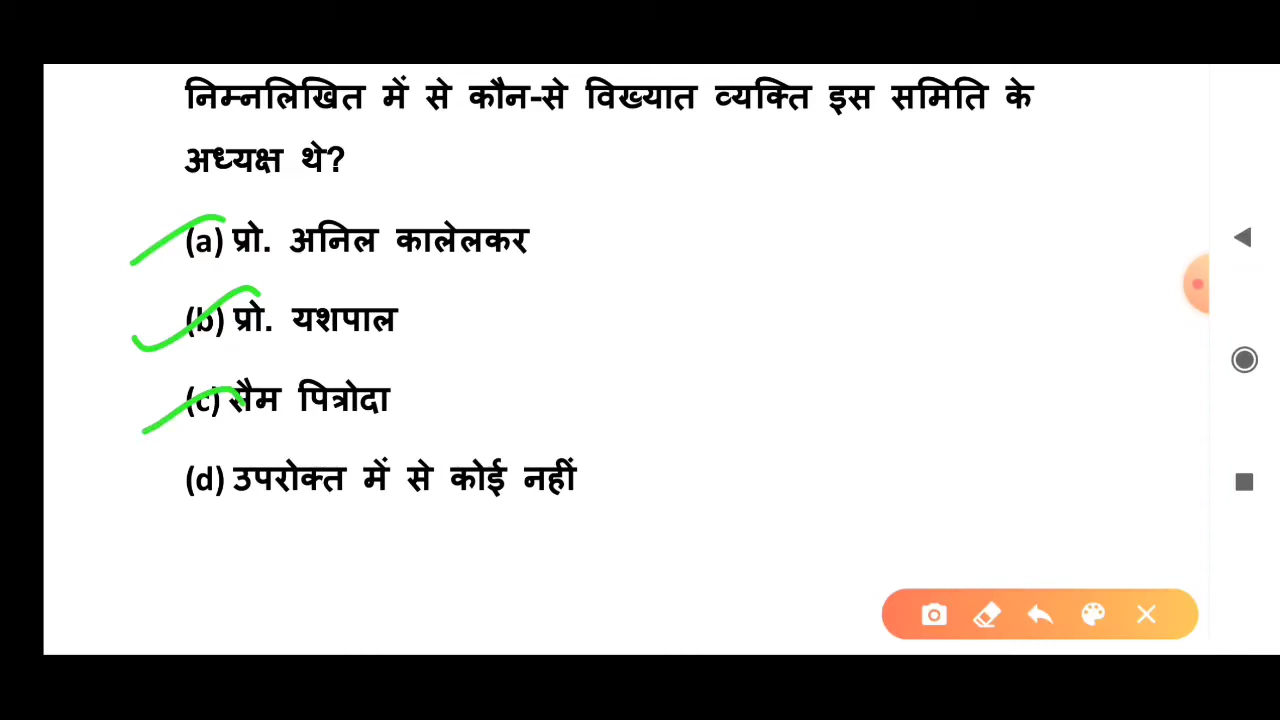 निम्नलिखित में से कौन-से विख्यात व्यक्ति इस समिति के
अध्यक्ष थे?
(a) प्रो. अनिल कालेलकर
(b) प्रो. यशपाल
(c) सैम पित्रोदा
(d) उपरोक्त में से कोई नहीं